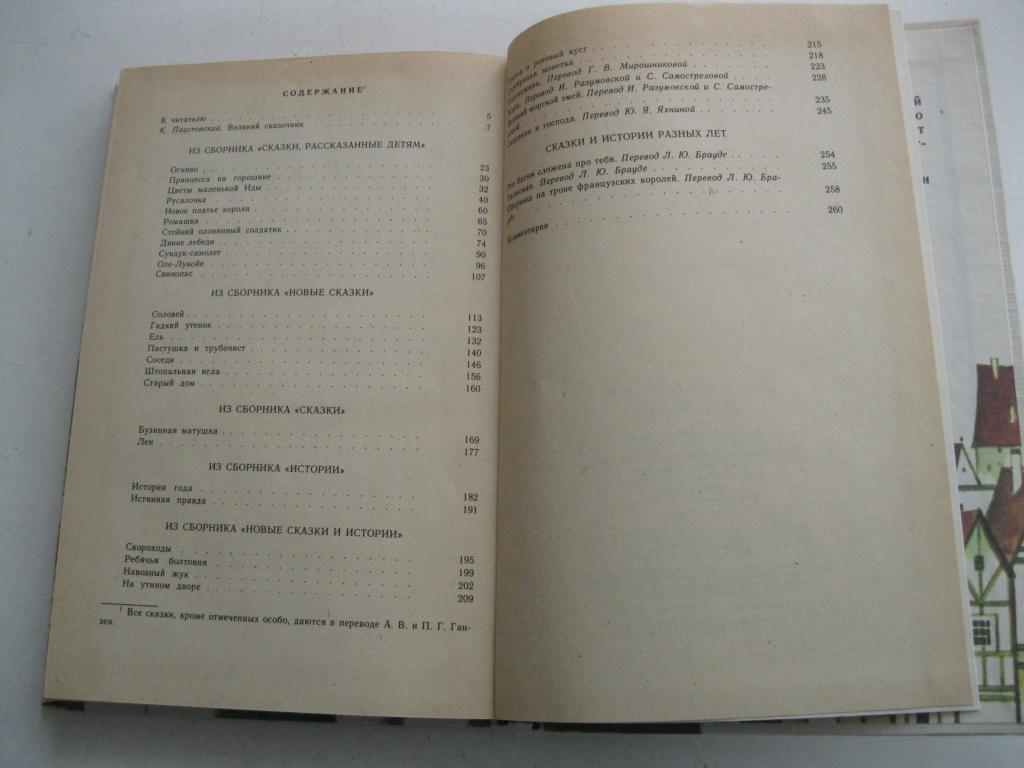 СОДЕРЖАНИЕ¹
К читателю . . . 5
К. Паустовский. Великий сказочник . . . 7
ИЗ СБОРНИКА «СКАЗКИ, РАССКАЗАННЫЕ ДЕТЯМ»
Огниво . . . 23
Принцесса на горошине . . . 30
Цветы маленькой Иды . . . 32
Русалочка . . . 40
Новое платье короля . . . 60
Ромашка . . . 65
Стойкий оловянный солдатик . . . 70
Дикие лебеди . . . 74
Сундук-самолет . . . 90
Оле-Лукойе . . . 96
Свинопас . . . 107
ИЗ СБОРНИКА «НОВЫЕ СКАЗКИ»
Соловей . . . 113
Гадкий утенок . . . 123
Ель . . . 132
Пастушка и трубочист . . . 140
Соседи . . . 146
Штопальная игла . . . 156
Старый дом . . . 160
ИЗ СБОРНИКА «СКАЗКИ»
Бузинная матушка . . . 169
Лен . . . 177
ИЗ СБОРНИКА «ИСТОРИИ»
История года . . . 182
Истинная правда . . . 191
ИЗ СБОРНИКА «НОВЫЕ СКАЗКИ И ИСТОРИИ»
Скороходы . . . 195
Ребячья болтовня . . . 199
Навозный жук . . . 202
На утином дворе . . . 209
¹ Все сказки, кроме отмеченных особо, даются в переводе А. В. и П. Г. Ган-
зен.
и розовый куст . . . 215
монетка . . . 218
Перевод Г. В. Мирошниковой . . . 223
Перевод И. Разумовской и С. Самостреловой . . . 228
морской змей. Перевод И. Разумовской и С. Самостре-
235
и господа. Перевод Ю. Я. Яхниной . . . 245
СКАЗКИ И ИСТОРИИ РАЗНЫХ ЛЕТ
басня сложена про тебя. Перевод Л. Ю. Брауде . . . 254
Талисман. Перевод Л. Ю. Брауде . . . 255
на троне французских королей. Перевод Л. Ю. Бра-
уде . . . 258
Комментарии . . . 260
й
от
н